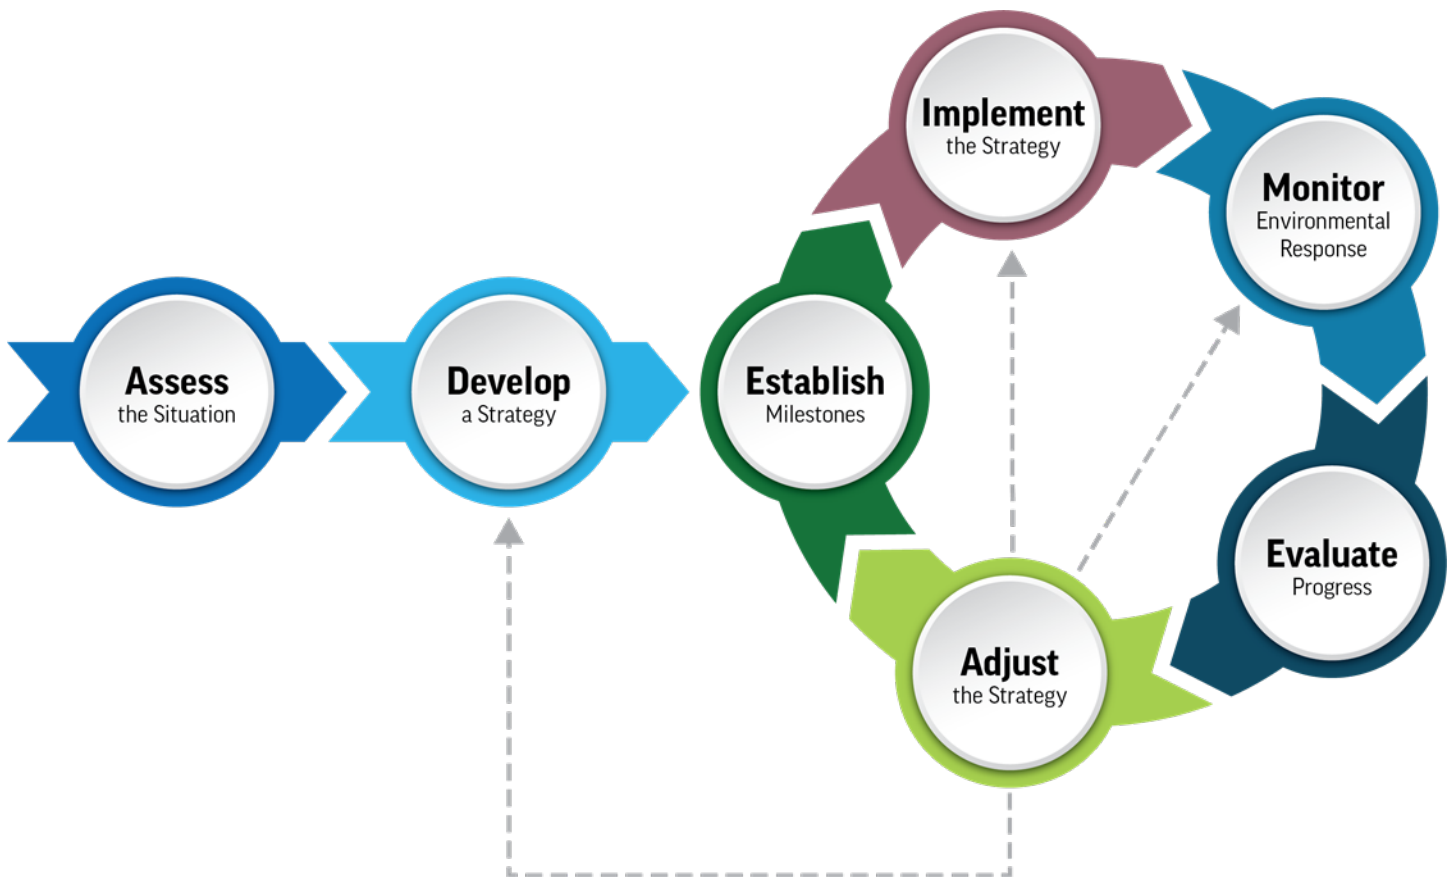 Assess
the Situation
Develop
a Strategy
Establish
Milestones
Implement
the Strategy
Monitor
Environmental
Response
Evaluate
Progress
Adjust
the Strategy